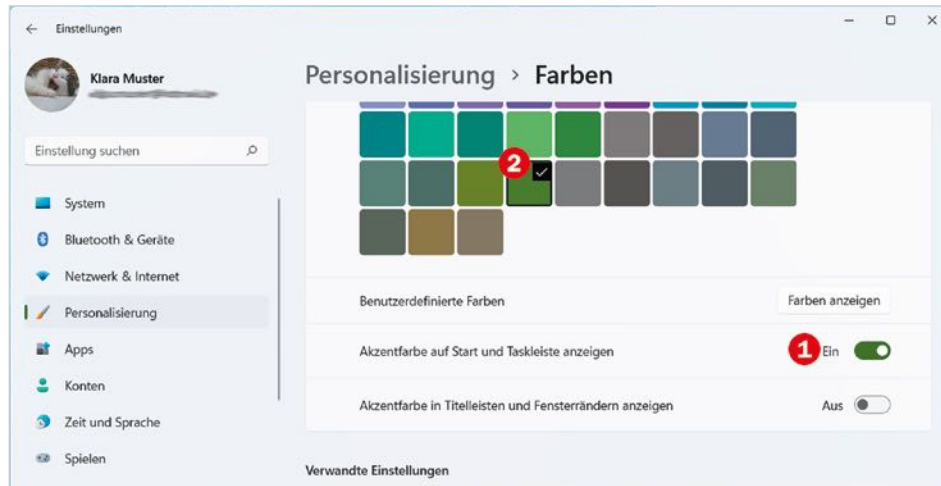 Einstellungen
Klara Muster
Einstellung suchen
System
Bluetooth & Geräte
Netzwerk & Internet
Personalisierung
Apps
Konten
Zeit und Sprache
Spielen
Personalisierung > Farben
2
Benutzerdefinierte Farben
Farben anzeigen
Akzentfarbe auf Start und Taskleiste anzeigen
1 Ein
Akzentfarbe in Titelleisten und Fensterrändern anzeigen
Aus
Verwandte Einstellungen